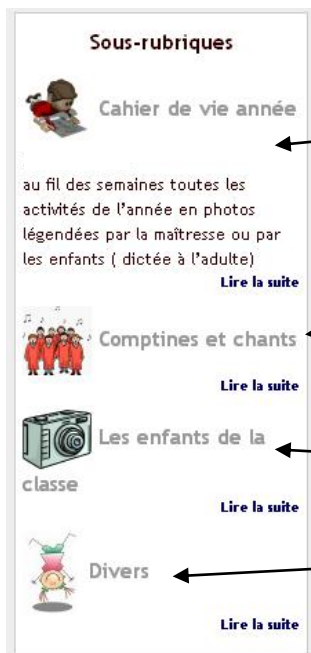 Sous-rubriques
Cahier de vie année
au fil des semaines toutes les
activités de l'année en photos
légendées par la maîtresse ou par
les enfants ( dictée à l'adulte)
Lire la suite
Comptines et chants
Lire la suite
Les enfants de la
classe
Lire la suite
Divers
Lire la suite